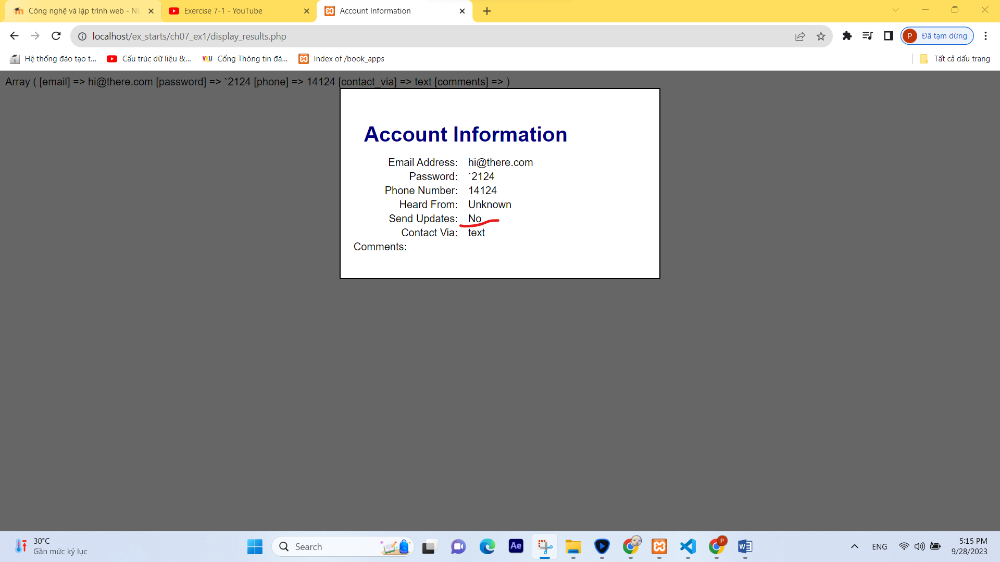 Công nghệ và lập trình web - NL
Exercise 7-1 - YouTube
Account Information
localhost/ex_starts/ch07_ex1/display_results.php
P
Đã tạm dừng
Hệ thống đào tạo t...
Cấu trúc dữ liệu &...
VKU
Cổng Thông tin đà...
Index of /book_apps
Tất cả dấu trang
Array ( [email] => hi@there.com [password] => `2124 [phone] => 14124 [contact_via] => text [comments] => )
Account Information
Email Address: hi@there.com
Password: `2124
Phone Number: 14124
Heard From: Unknown
Send Updates: No
Contact Via: text
Comments:
30°C
Gần mức kỷ lục
Search
Ae
P
W
ENG
5:15 PM
9/28/2023